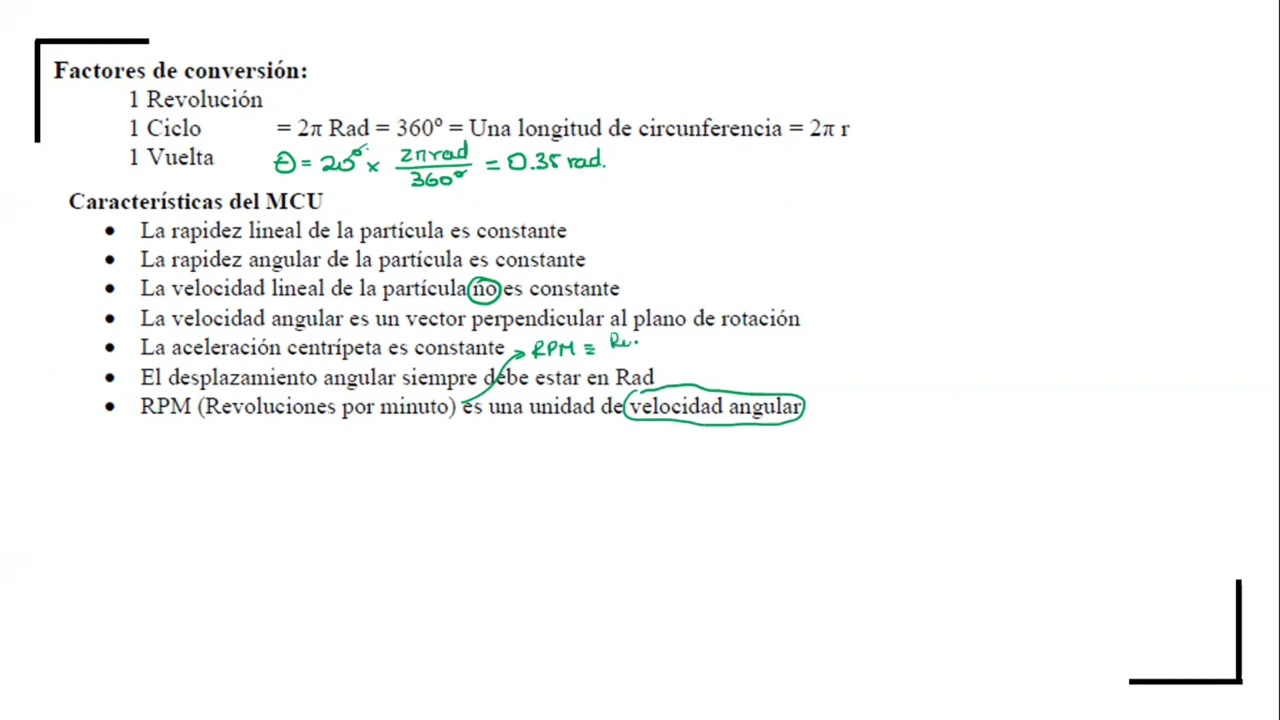 Factores de conversión:
1 Revolución
1 Ciclo = 2π Rad = 360º = Una longitud de circunferencia = 2π r
1 Vuelta
θ = 20° × 2π rad / 360° = 0.35 rad.
Características del MCU
• La rapidez lineal de la partícula es constante
• La rapidez angular de la partícula es constante
• La velocidad lineal de la partícula no es constante
• La velocidad angular es un vector perpendicular al plano de rotación
• La aceleración centrípeta es constante
RPM ≡ Rev.
• El desplazamiento angular siempre debe estar en Rad
• RPM (Revoluciones por minuto) es una unidad de velocidad angular